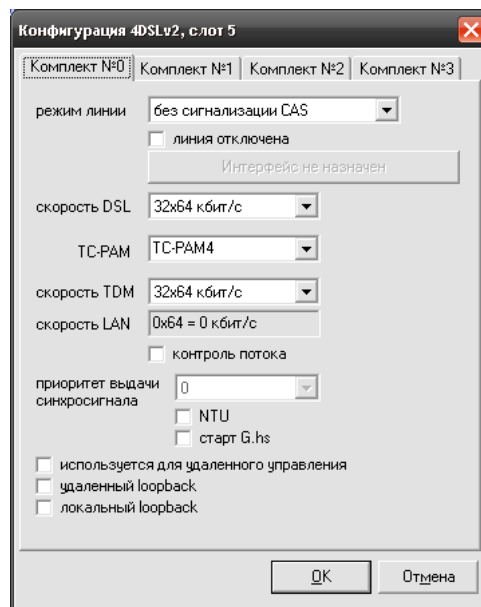 Конфигурация 4DSLv2, слот 5
Комплект №0 Комплект №1 Комплект №2 Комплект №3
режим линии без сигнализации CAS
линия отключена
Интерфейс не назначен
скорость DSL 32x64 кбит/с
TC-PAM TC-PAM4
скорость TDM 32x64 кбит/с
скорость LAN 0x64 = 0 кбит/с
контроль потока
приоритет выдачи
синхросигнала 0
NTU
старт G.hs
используется для удаленного управления
удаленный loopback
локальный loopback
OK Отмена